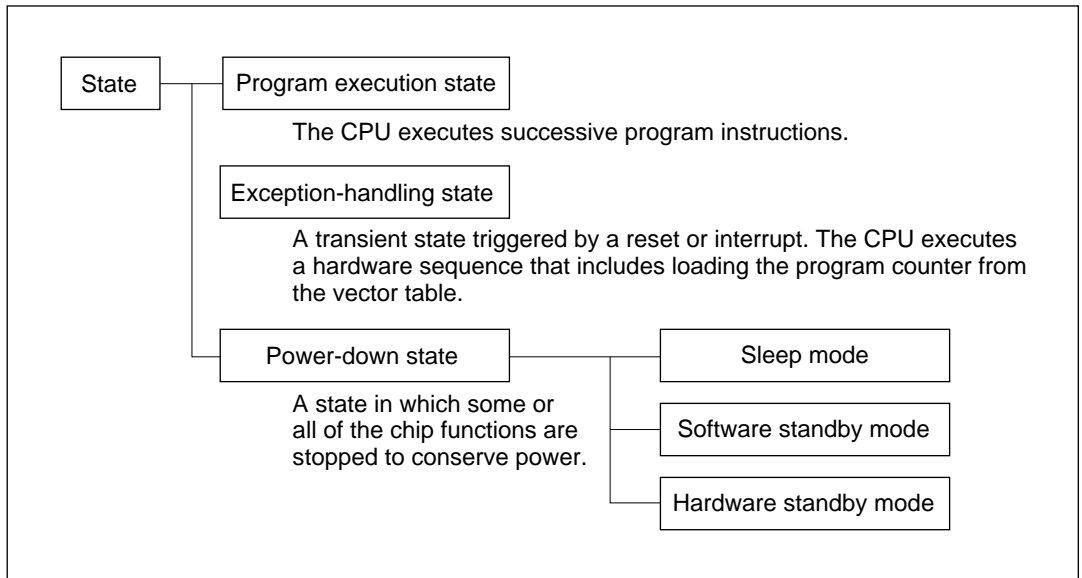 State
Program execution state
The CPU executes successive program instructions.
Exception-handling state
A transient state triggered by a reset or interrupt. The CPU executes
a hardware sequence that includes loading the program counter from
the vector table.
Power-down state
A state in which some or
all of the chip functions are
stopped to conserve power.
Sleep mode
Software standby mode
Hardware standby mode